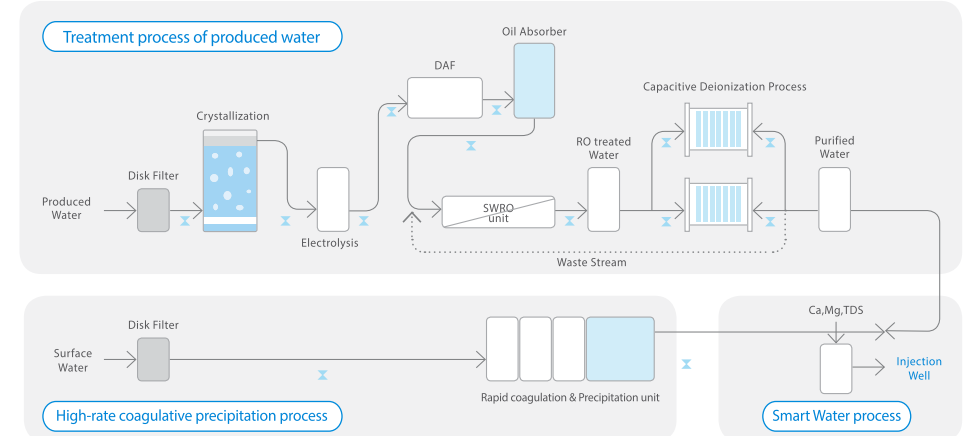 Treatment process of produced water
Oil Absorber
DAF
Capacitive Deionization Process
Crystallization
RO treated
Water
Purified
Water
Disk Filter
Produced
Water
SWRO
unit
Electrolysis
Waste Stream
Disk Filter
Ca,Mg,TDS
Surface
Water
Injection
Well
Rapid coagulation & Precipitation unit
High-rate coagulative precipitation process
Smart Water process